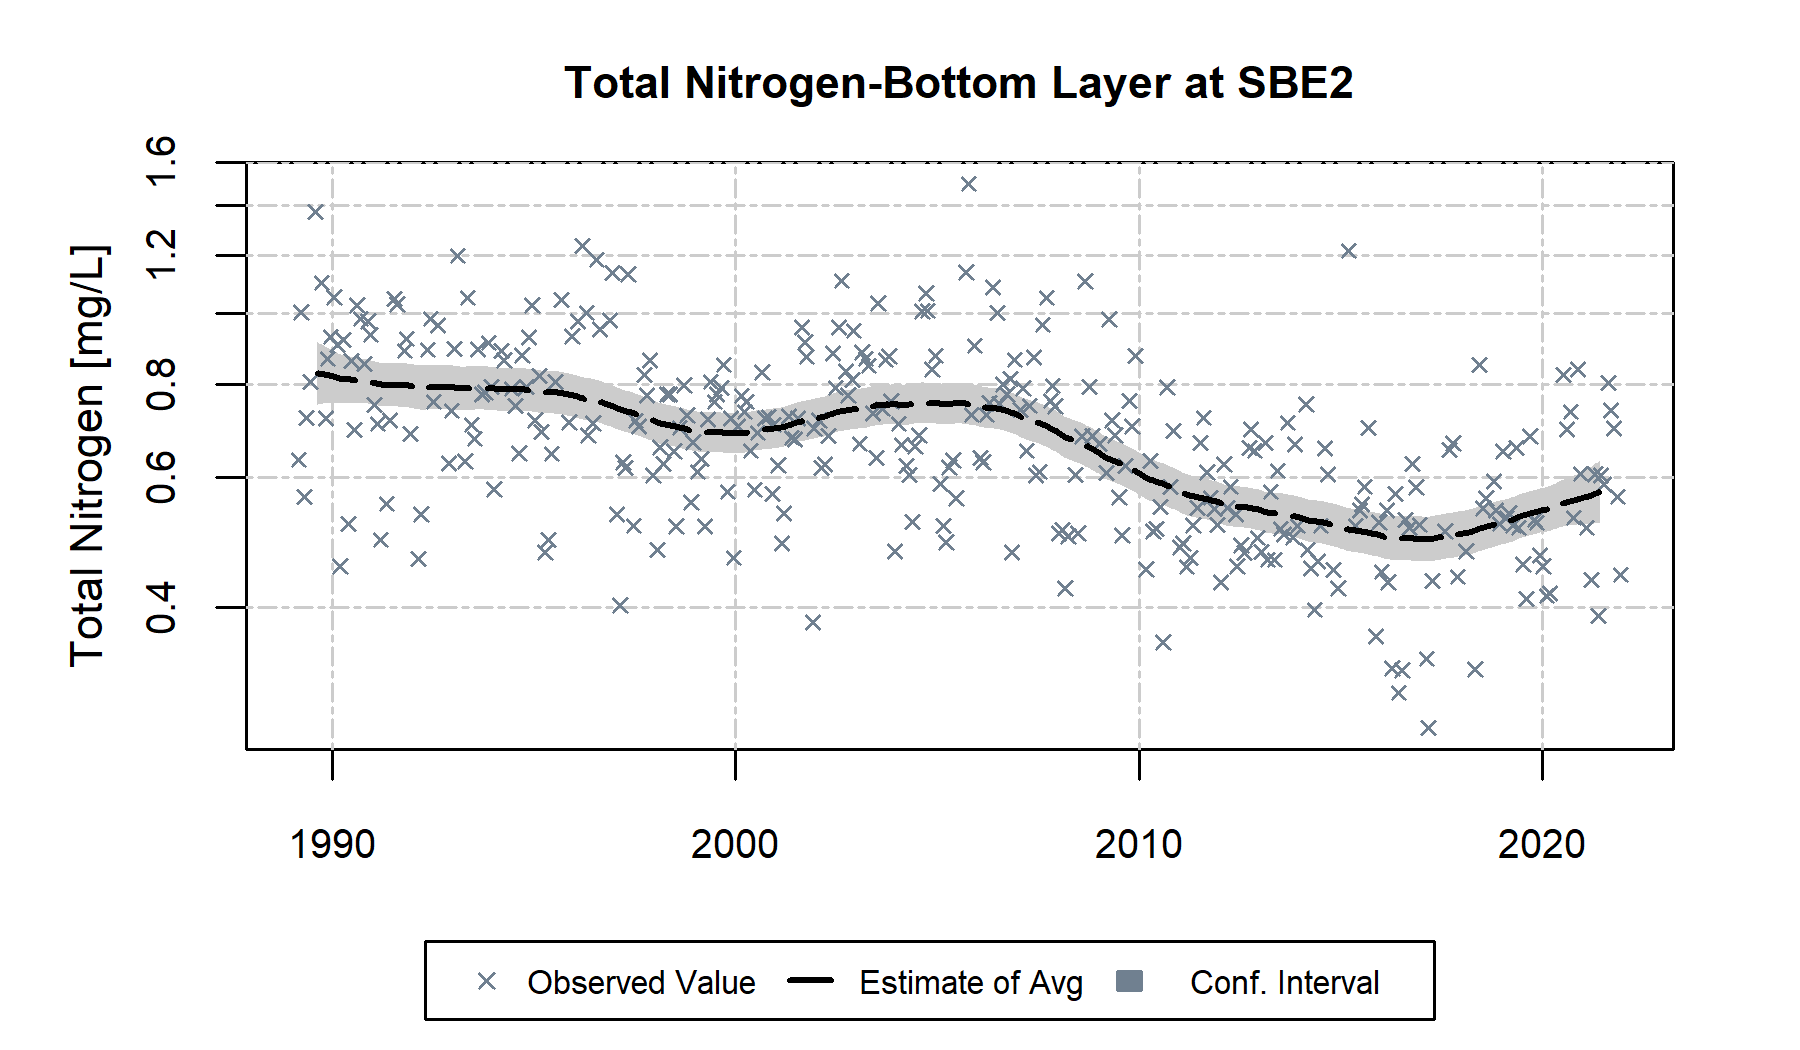 Total Nitrogen-Bottom Layer at SBE2
Total Nitrogen [mg/L]
1.6
1.2
0.8
0.6
0.4
1990 2000 2010 2020
Observed Value Estimate of Avg Conf. Interval